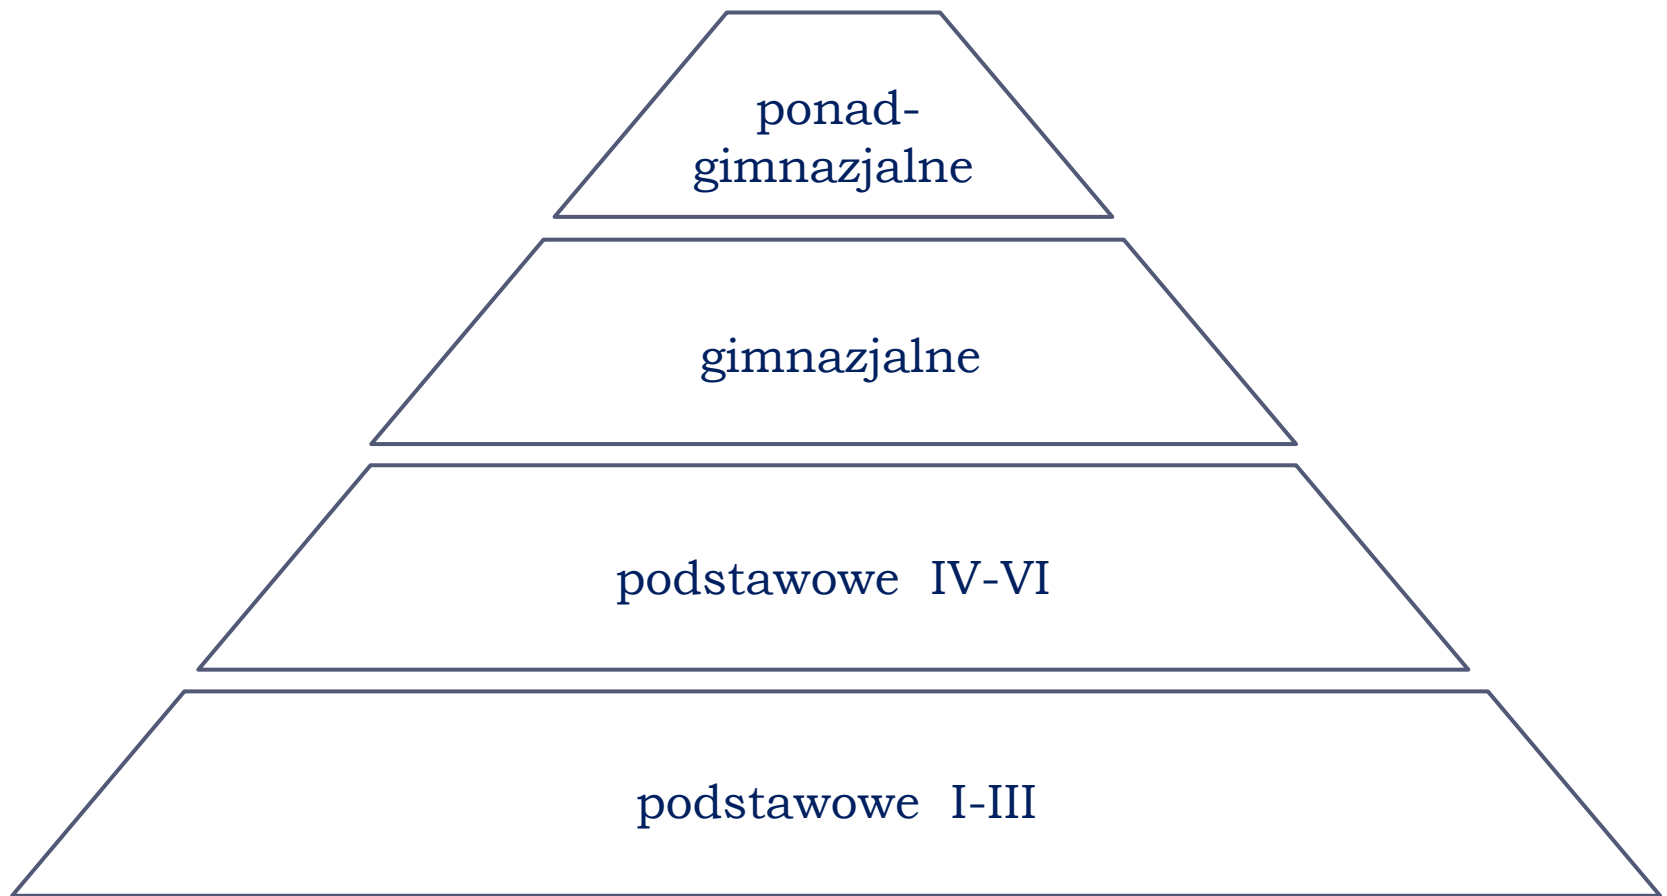 ponad-
gimnazjalne
gimnazjalne
podstawowe IV-VI
podstawowe I-III